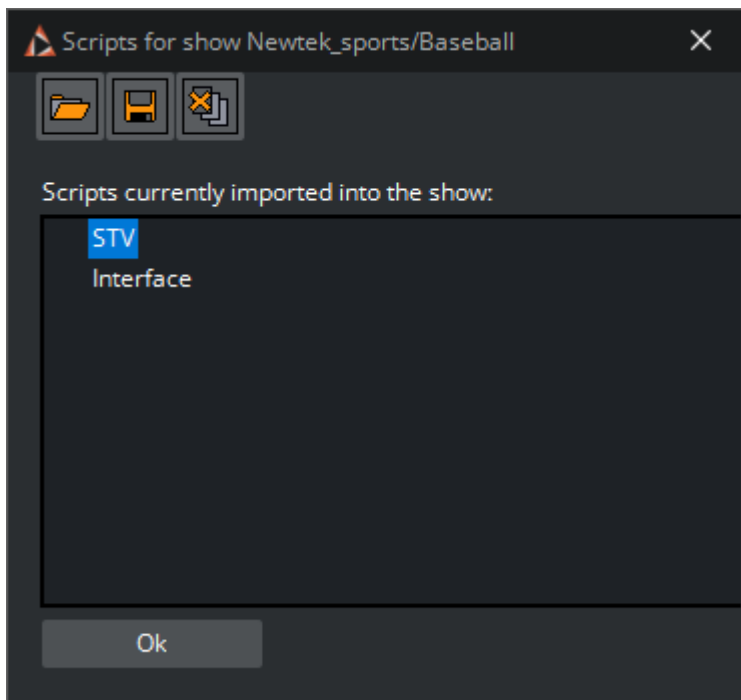 Scripts for show Newtek_sports/Baseball
Scripts currently imported into the show:
STV
Interface
Ok